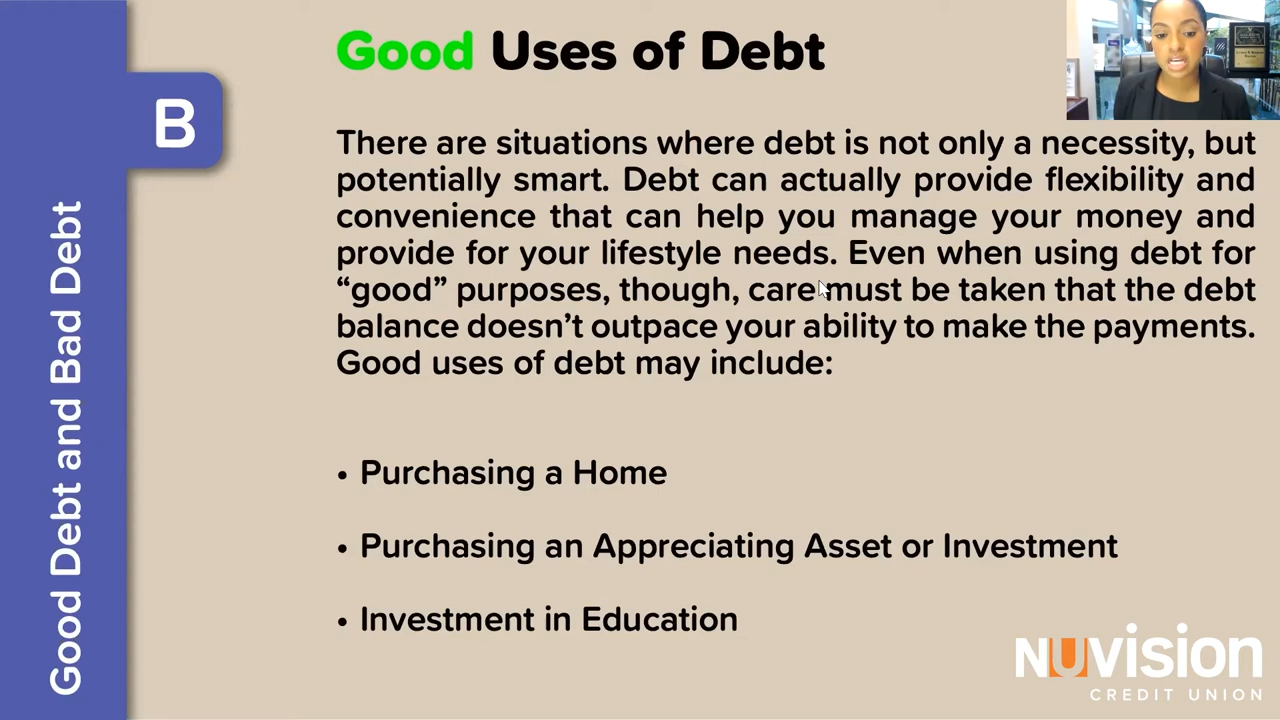 Good Uses of Debt
B
There are situations where debt is not only a necessity, but
potentially smart. Debt can actually provide flexibility and
convenience that can help you manage your money and
provide for your lifestyle needs. Even when using debt for
“good” purposes, though, care must be taken that the debt
balance doesn’t outpace your ability to make the payments.
Good uses of debt may include:
• Purchasing a Home
• Purchasing an Appreciating Asset or Investment
• Investment in Education
Good Debt and Bad Debt
NUvision
CREDIT UNION